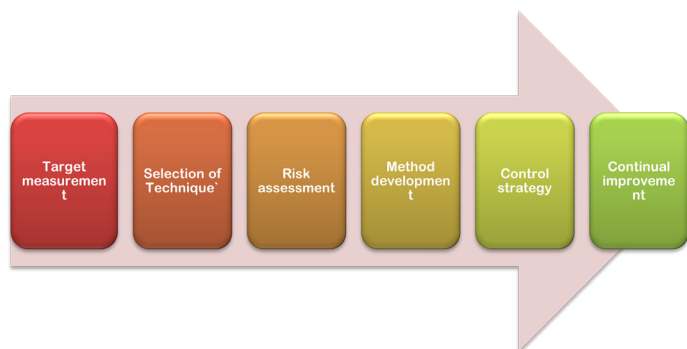 Target
measuremen
t
Selection of
Technique`
Risk
assessment
Method
developmen
t
Control
strategy
Continual
improveme
nt